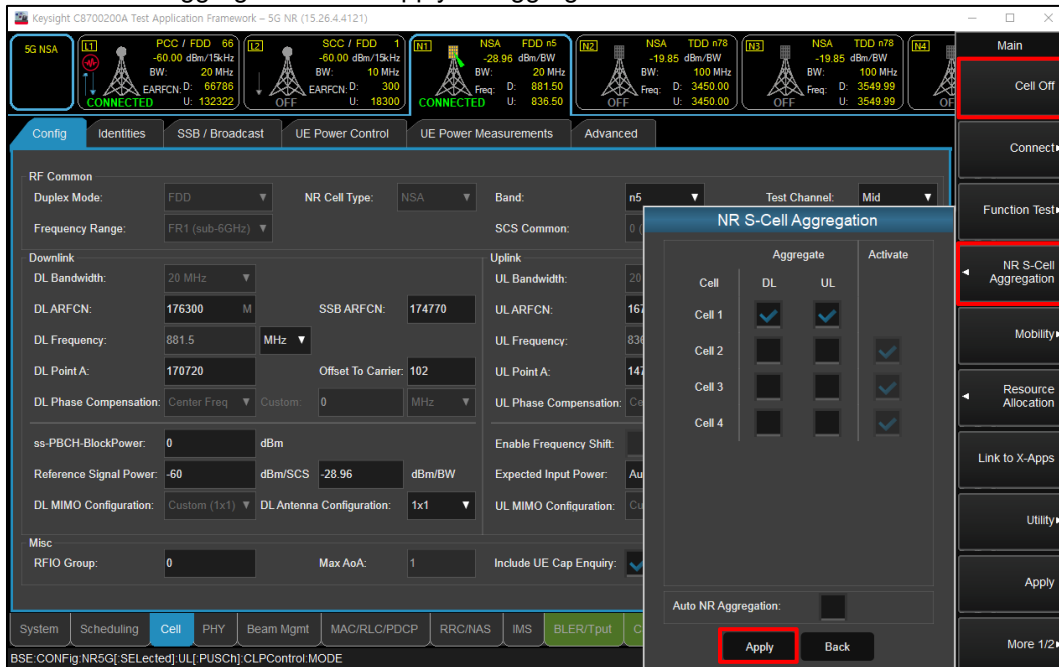 Keysight C8700200A Test Application Framework – 5G NR (15.26.4.4121)
5G NSA
L1 PCC / FDD 66
-60.00 dBm/15kHz
BW: 20 MHz
EARFCN: D: 66786
U: 132322
CONNECTED
L2 SCC / FDD 1
-60.00 dBm/15kHz
BW: 10 MHz
EARFCN: D: 300
U: 18300
OFF
N1 NSA FDD n5
-28.96 dBm/BW
BW: 20 MHz
Freq: D: 881.50
U: 836.50
CONNECTED
N2 NSA TDD n78
-19.85 dBm/BW
BW: 100 MHz
Freq: D: 3450.00
U: 3450.00
OFF
N3 NSA TDD n78
-19.85 dBm/BW
BW: 100 MHz
Freq: D: 3549.99
U: 3549.99
OFF
N4
Main
Cell Off
Connect
Function Test
NR S-Cell
Aggregation
Mobility
Resource
Allocation
Link to X-Apps
Utility
Apply
More 1/2
Config Identities SSB / Broadcast UE Power Control UE Power Measurements Advanced
RF Common
Duplex Mode: FDD NR Cell Type: NSA Band: n5 Test Channel: Mid
Frequency Range: FR1 (sub-6GHz) SCS Common:
Downlink
DL Bandwidth: 20 MHz
DL ARFCN: 176300 M SSB ARFCN: 174770
DL Frequency: 881.5 MHz
DL Point A: 170720 Offset To Carrier: 102
DL Phase Compensation: Center Freq Custom: 0 MHz
ss-PBCH-BlockPower: 0 dBm
Reference Signal Power: -60 dBm/SCS -28.96 dBm/BW
DL MIMO Configuration: Custom (1x1) DL Antenna Configuration: 1x1
Uplink
UL Bandwidth: 20
UL ARFCN: 167
UL Frequency: 836
UL Point A: 147
UL Phase Compensation: Ce
Enable Frequency Shift:
Expected Input Power: Au
UL MIMO Configuration: Cu
Misc
RFIO Group: 0 Max AoA: 1 Include UE Cap Enquiry:
NR S-Cell Aggregation
Aggregate Activate
Cell DL UL
Cell 1
Cell 2
Cell 3
Cell 4
Auto NR Aggregation:
Apply Back
System Scheduling Cell PHY Beam Mgmt MAC/RLC/PDCP RRC/NAS IMS BLER/Tput C
BSE:CONFig:NR5G[:SELected]:UL[:PUSCh]:CLPControl:MODE